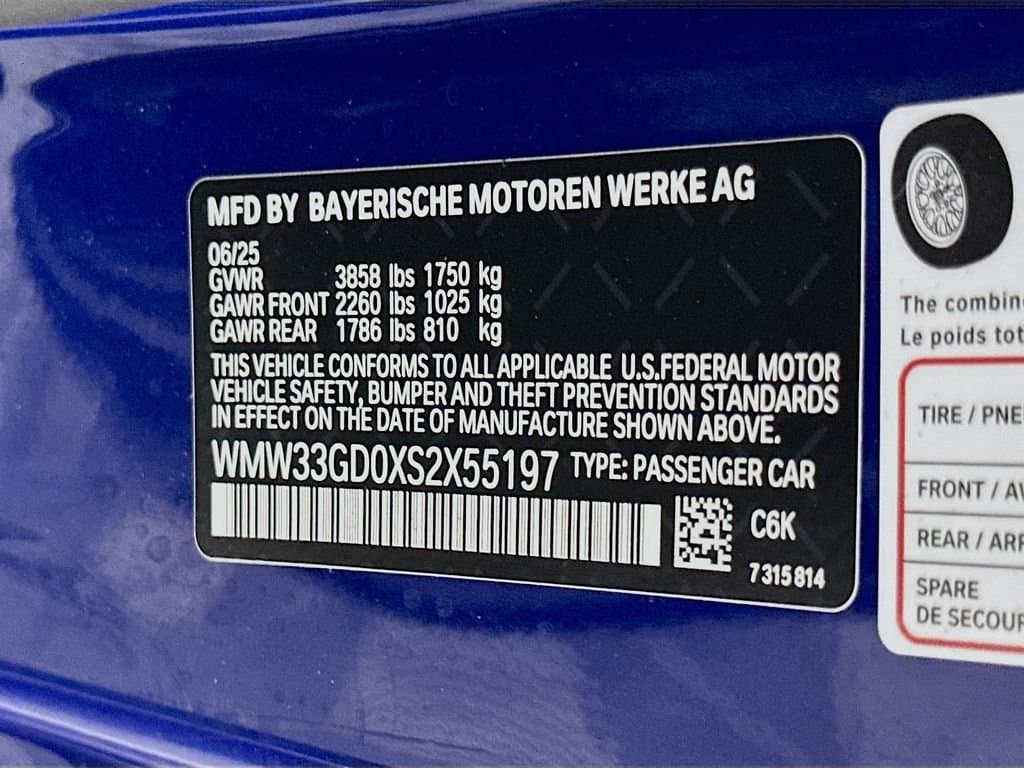 MFD BY BAYERISCHE MOTOREN WERKE AG
06/25
GVWR 3858 lbs 1750 kg
GAWR FRONT 2260 lbs 1025 kg
GAWR REAR 1786 lbs 810 kg
THIS VEHICLE CONFORMS TO ALL APPLICABLE U.S.FEDERAL MOTOR
VEHICLE SAFETY, BUMPER AND THEFT PREVENTION STANDARDS
IN EFFECT ON THE DATE OF MANUFACTURE SHOWN ABOVE.
WMW33GD0XS2X55197 TYPE: PASSENGER CAR
C6K
7315814
The combin
Le poids tot
TIRE / PNE
FRONT / AV
REAR / ARR
SPARE
DE SECOUR